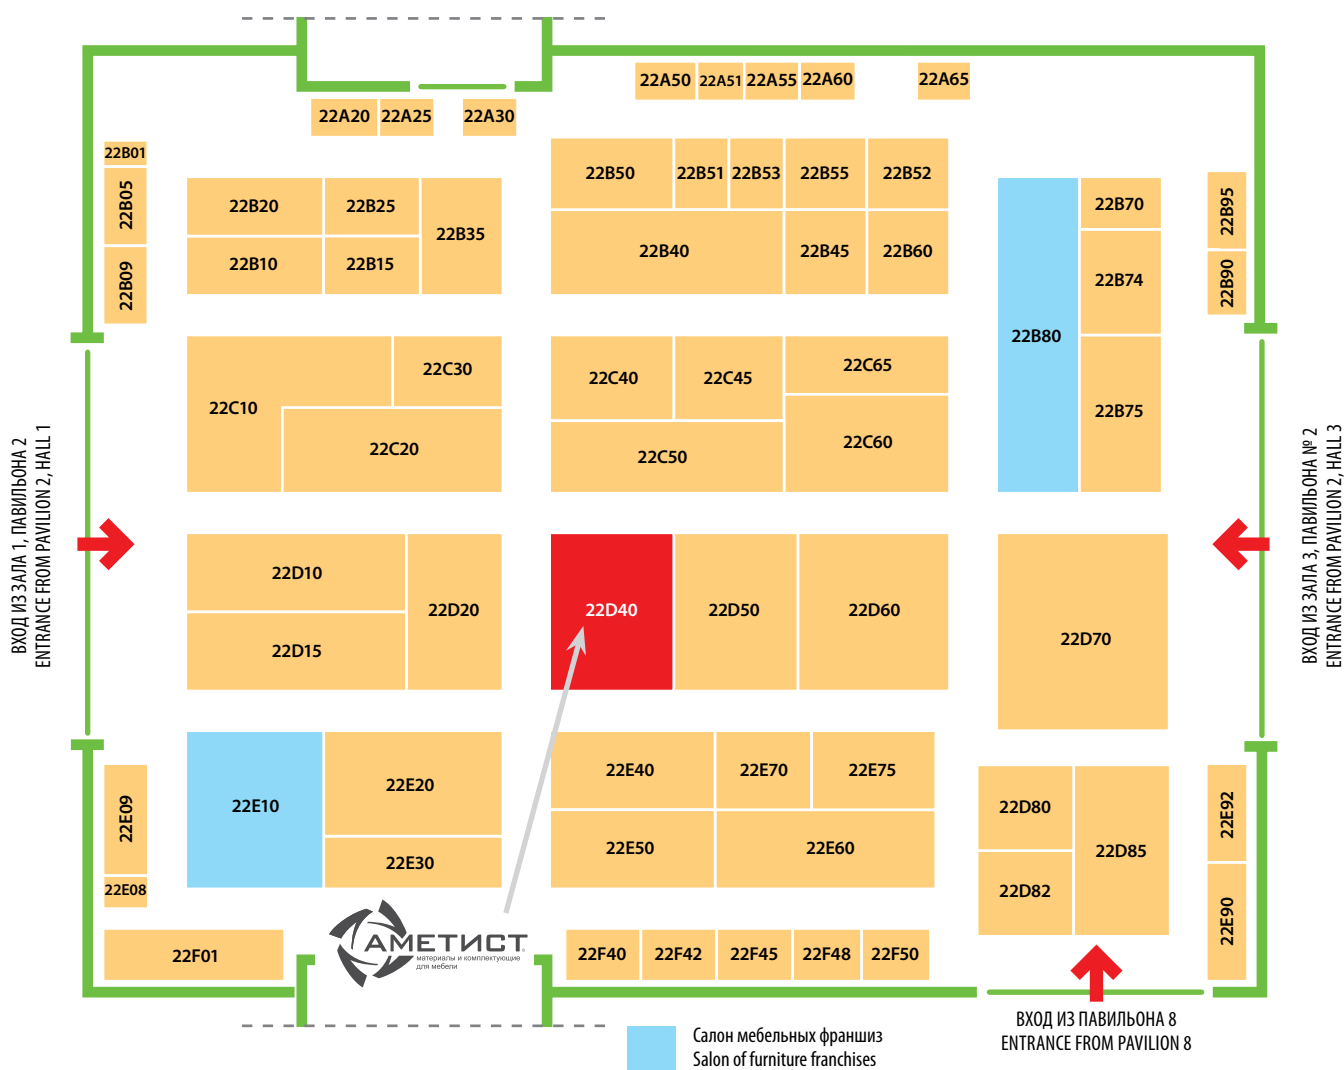 22A50 22A51 22A55 22A60 22A65
22A20 22A25 22A30
22B01
22B05
22B09
22B20 22B25 22B35
22B10 22B15
22B50 22B51 22B53 22B55 22B52
22B40 22B45 22B60
22B80
22B70
22B74
22B75
22B95
22B90
22C10 22C30
22C20
22C40 22C45 22C65
22C50 22C60
ВХОД ИЗ ЗАЛА 1, ПАВИЛЬОНА 2
ENTRANCE FROM PAVILION 2, HALL 1
ВХОД ИЗ ЗАЛА 3, ПАВИЛЬОНА № 2
ENTRANCE FROM PAVILION 2, HALL 3
22D10 22D20
22D15
22D40 22D50 22D60
22D70
22E09
22E08
22E10 22E20
22E30
22E40 22E70 22E75
22E50 22E60
22D80 22D85
22D82
22E92
22E90
22F01
АМЕТИСТ
материалы и комплектующие
для мебели
22F40 22F42 22F45 22F48 22F50
ВХОД ИЗ ПАВИЛЬОНА 8
ENTRANCE FROM PAVILION 8
Салон мебельных франшиз
Salon of furniture franchises